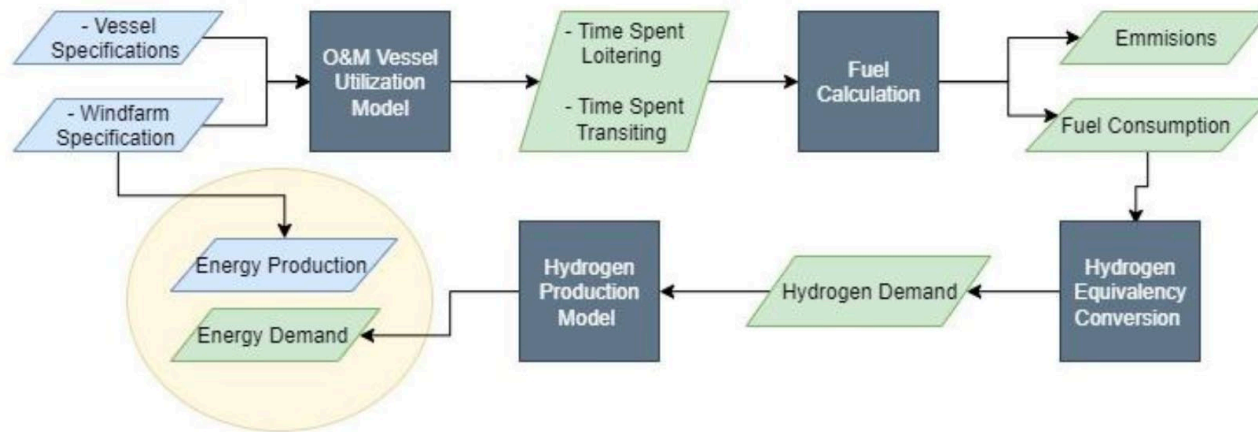 - Vessel
Specifications
- Windfarm
Specification
O&M Vessel
Utilization
Model
- Time Spent
Loitering
- Time Spent
Transiting
Fuel
Calculation
Emmisions
Fuel Consumption
Energy Production
Energy Demand
Hydrogen
Production
Model
Hydrogen Demand
Hydrogen
Equivalency
Conversion